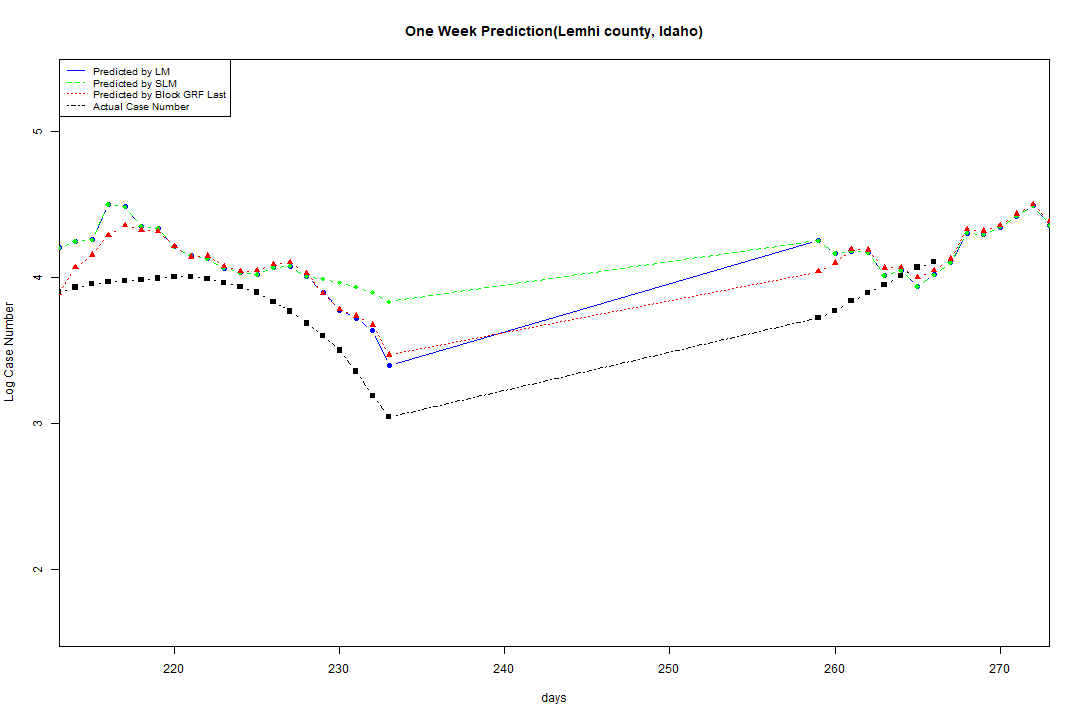 One Week Prediction(Lemhi county, Idaho)
Predicted by LM
Predicted by SLM
Predicted by Block GRF Last
Actual Case Number
5
4
3
2
Log Case Number
220 230 240 250 260 270
days